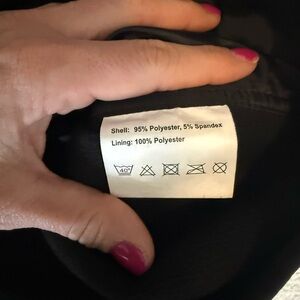 Shell: 95% Polyester, 5% Spandex
Lining: 100% Polyester
40°